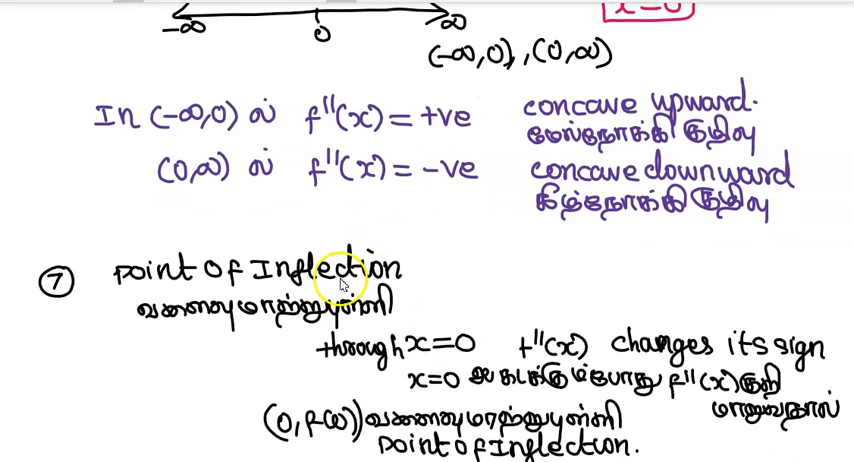 x=0
-∞ 0 ∞
(-∞,0), (0,∞)
In (-∞,0) ல் f''(x) = +ve concave upward.
மேல்நோக்கி குழிவு
(0,∞) ல் f''(x) = -ve concave downward
கீழ்நோக்கி குழிவு
⑦ Point of Inflection
வளைவுமாற்றுப்புள்ளி
through x=0 f''(x) changes its sign
x=0 ஐ கடக்கும்போது f''(x) குறி
மாறுவதால்
(0, f(0)) வளைவுமாற்றுப்புள்ளி
Point of Inflection.